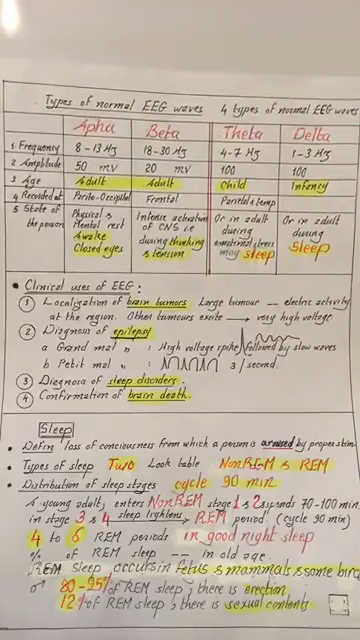 Types of normal EEG waves 4 types of normal EEG waves
Apha Beta Theta Delta
1. Frequency 8-13 Hz 18-30 Hz 4-7 Hz 1-3 Hz
2 Amplitude 50 mV 20 mV 100 100
3 Age Adult Adult Child Infancy
4 Recorded at Parito-Occipital Frontal Parietal & temp
5 State of the person Physical & Mental rest Awake Closed eyes Intense activation of CNS i.e during thinking & tension Or in adult during emotional stress may sleep Or in adult during Sleep
• Clinical uses of EEG:
① Localization of brain tumors Large tumour — electric activity
at the region. Other tumours excite → very high voltage
② Diagnosis of epilepsy
a Grand mal " : High voltage spike followed by slow waves
b Petit mal " : 3/second.
③ Diagnosis of sleep disorders.
④ Confirmation of brain death.
Sleep
• Defin: loss of conciousness from which a person is aroused by proper stim
• Types of sleep Two Look table NonREM & REM
• Distribution of sleep stages cycle 90 min.
A young adult, enters NonREM stage 1 & 2 spends 70-100 min.
in stage 3 & 4 sleep lightens → REM period. (cycle 90 min)
4 to 6 REM periods in good night sleep
% of REM sleep --- in old age.
REM sleep occurs in fetus & mammals & some bird
80-95% of REM sleep, there is erection
12% of REM sleep, there is sexual contents